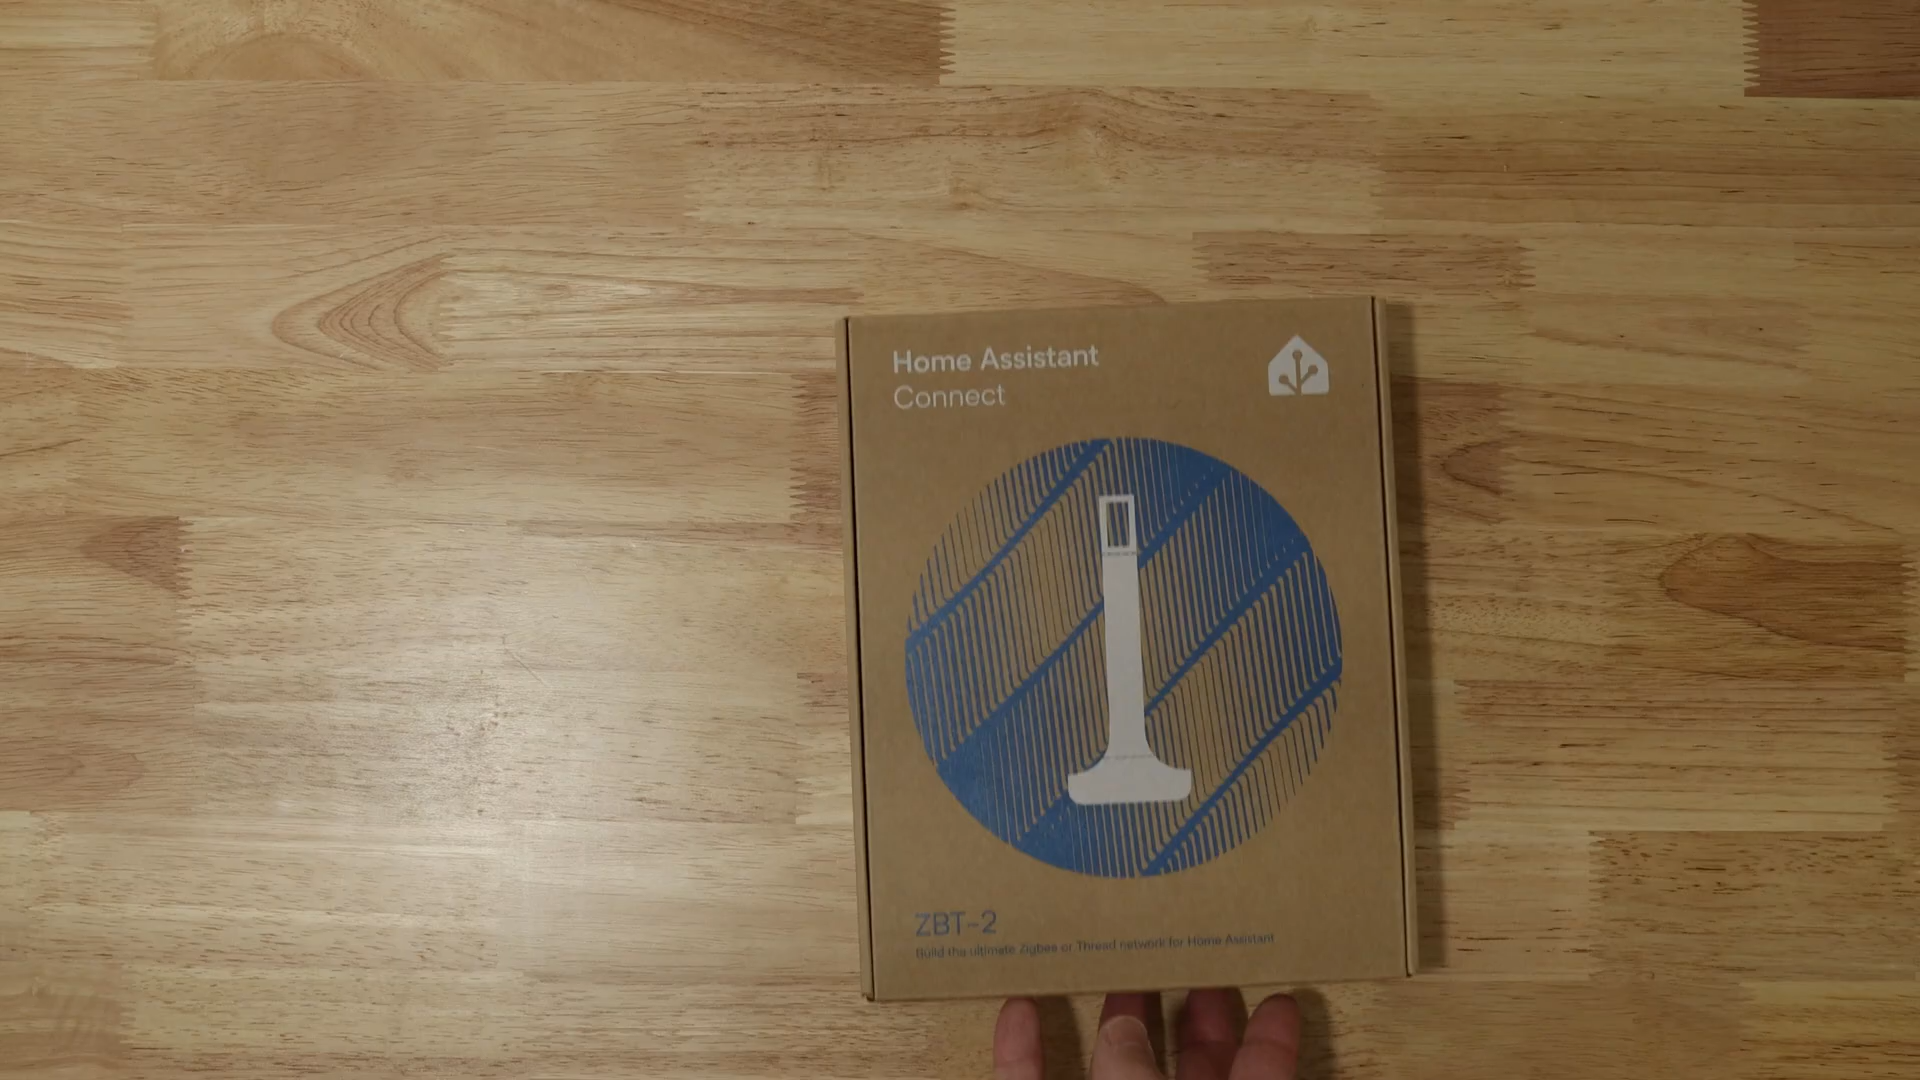 Home Assistant
Connect
ZBT-2
Build the ultimate Zigbee or Thread network for Home Assistant